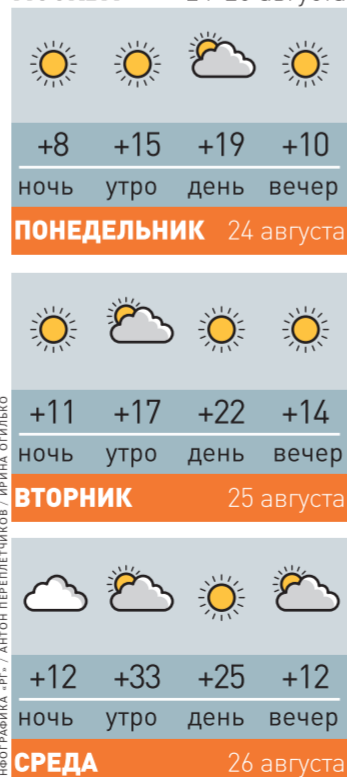 +8 +15 +19 +10
ночь утро день вечер
ПОНЕДЕЛЬНИК 24 августа
+11 +17 +22 +14
ночь утро день вечер
ВТОРНИК 25 августа
+12 +33 +25 +12
ночь утро день вечер
СРЕДА 26 августа
«РГ» / АНТОН ПЕРЕПЛЕТЧИКОВ / ИРИНА ОГИЛЬКО